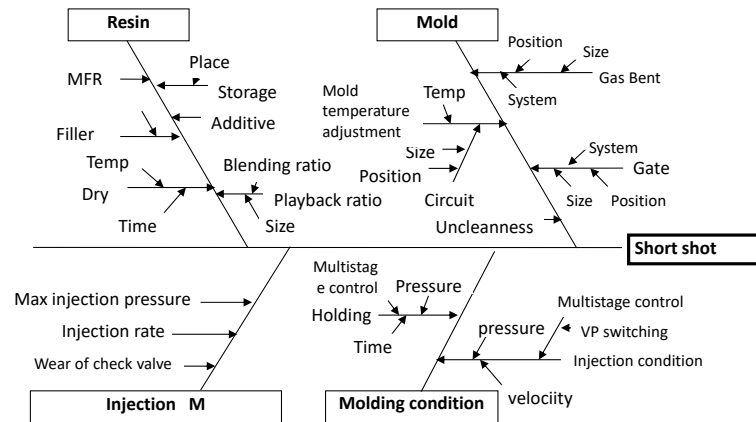 Resin
Mold
Position
Size
Gas Bent
System
MFR
Place
Storage
Additive
Filler
Temp
Dry
Time
Blending ratio
Playback ratio
Size
Mold
temperature
adjustment
Temp
Size
Position
Circuit
System
Gate
Size
Position
Uncleanness
Short shot
Max injection pressure
Injection rate
Wear of check valve
Injection M
Multistag
e control
Pressure
Holding
Time
Multistage control
VP switching
pressure
Injection condition
velociity
Molding condition